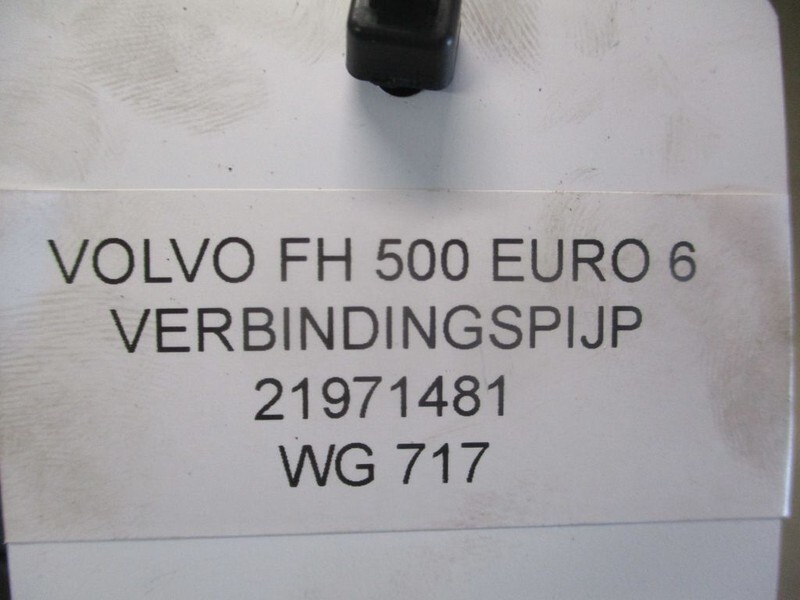 VOLVO FH 500 EURO 6
VERBINDINGSPIJP
21971481
WG 717